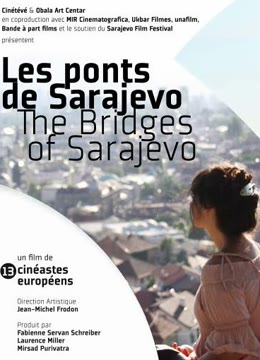 Cinétévé & Obala Art Centar
en coproduction avec MIR Cinematografica, Ukbar Filmes, unafilm,
Bande à part films et le soutien du Sarajevo Film Festival
présentent
Les ponts
de Sarajevo
The Bridges
of Sarajevo
un film de
13 cinéastes
européens
Direction Artistique
Jean-Michel Frodon
Produit par
Fabienne Servan Schreiber
Laurence Miller
Mirsad Purivatra